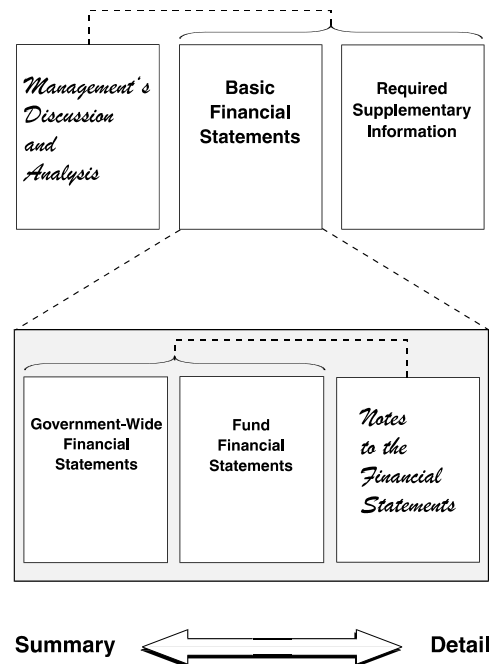 Management's
Discussion
and
Analysis
Basic
Financial
Statements
Required
Supplementary
Information
Government-Wide
Financial
Statements
Fund
Financial
Statements
Notes
to the
Financial
Statements
Summary
Detail